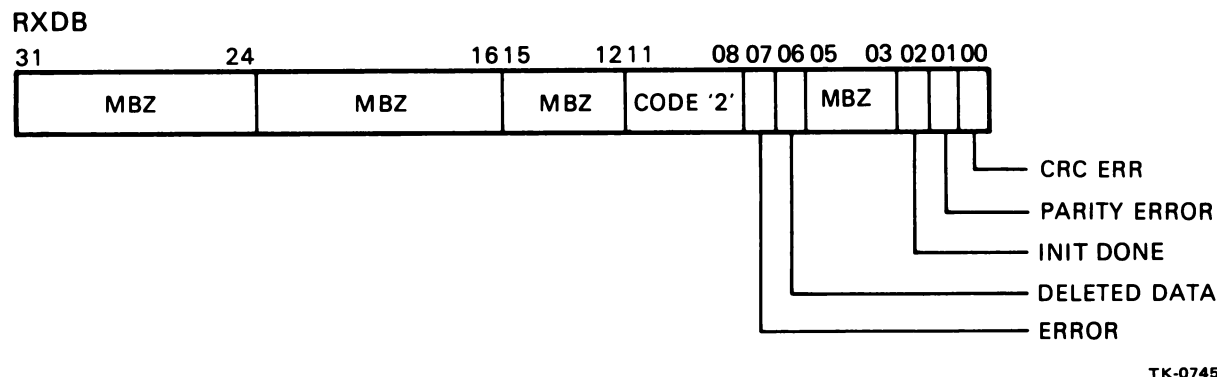 RXDB
31 24 16 15 12 11 08 07 06 05 03 02 01 00
MBZ MBZ MBZ CODE '2' MBZ
CRC ERR
PARITY ERROR
INIT DONE
DELETED DATA
ERROR
TK-0745